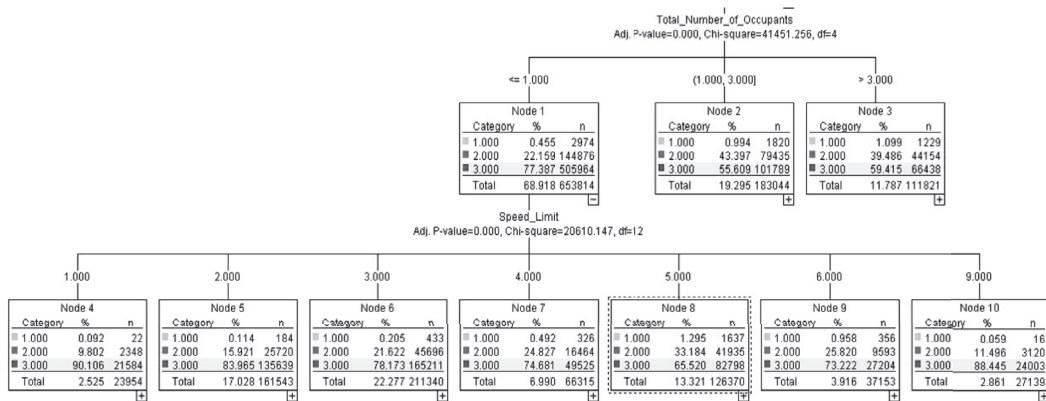 Total_Number_of_Occupants
Adj. P-value=0.000, Chi-square=41451.256, df=4
<= 1.000 (1.000, 3.000] > 3.000
Node 1 Node 2 Node 3
Category % n Category % n Category % n
1.000 0.455 2974 1.000 0.994 1820 1.000 1.099 1229
2.000 22.159 144876 2.000 43.397 79435 2.000 39.486 44154
3.000 77.387 505964 3.000 55.609 101789 3.000 59.415 66438
Total 68.918 653814 Total 19.295 183044 Total 11.787 111821
Speed_Limit
Adj. P-value=0.000, Chi-square=20610.147, df=12
1.000 2.000 3.000 4.000 5.000 6.000 9.000
Node 4 Node 5 Node 6 Node 7 Node 8 Node 9 Node 10
Category % n Category % n Category % n Category % n Category % n Category % n Category % n
1.000 0.092 22 1.000 0.114 184 1.000 0.205 433 1.000 0.492 326 1.000 1.295 1637 1.000 0.958 356 1.000 0.059 16
2.000 9.802 2348 2.000 15.921 25720 2.000 21.622 45696 2.000 24.827 16464 2.000 33.184 41935 2.000 25.820 9593 2.000 11.496 3120
3.000 90.106 21584 3.000 83.965 135639 3.000 78.173 165211 3.000 74.681 49525 3.000 65.520 82798 3.000 73.222 27204 3.000 88.445 24003
Total 2.525 23954 Total 17.028 161543 Total 22.277 211340 Total 6.990 66315 Total 13.321 126370 Total 3.916 37153 Total 2.861 27139